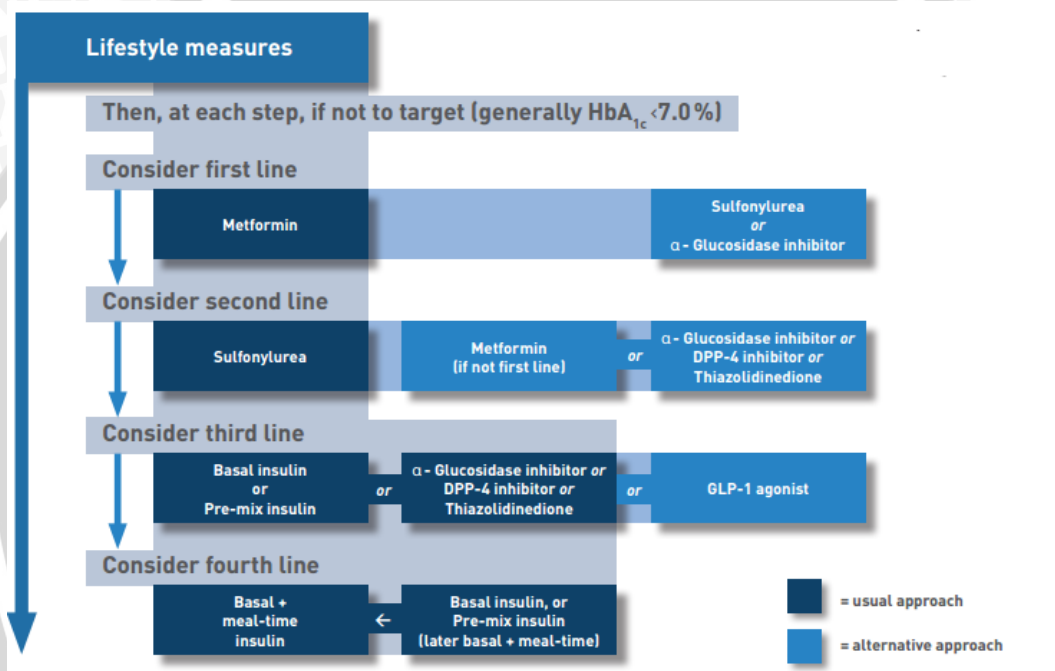 Lifestyle measures
Then, at each step, if not to target (generally HbA1c <7.0%)
Consider first line
Metformin
Sulfonylurea
or
α - Glucosidase inhibitor
Consider second line
Sulfonylurea
Metformin
(if not first line)
or
α - Glucosidase inhibitor or
DPP-4 inhibitor or
Thiazolidinedione
Consider third line
Basal insulin
or
Pre-mix insulin
or
α - Glucosidase inhibitor or
DPP-4 inhibitor or
Thiazolidinedione
or
GLP-1 agonist
Consider fourth line
Basal +
meal-time
insulin
←
Basal insulin, or
Pre-mix insulin
(later basal + meal-time)
= usual approach
= alternative approach